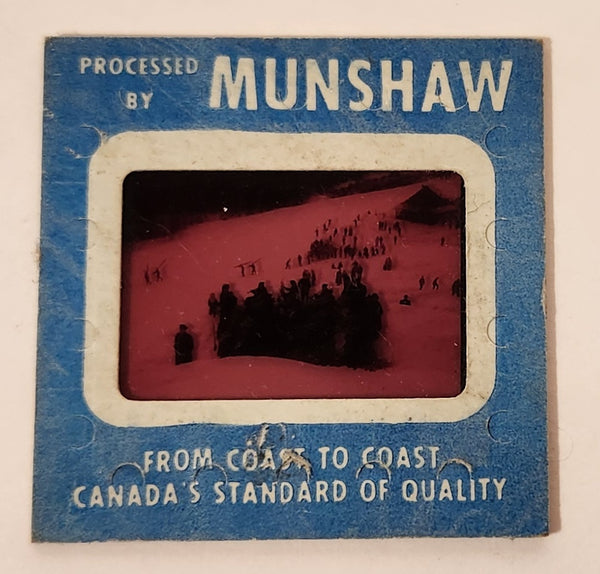 PROCESSED
BY MUNSHAW
FROM COAST TO COAST
CANADA'S STANDARD OF QUALITY